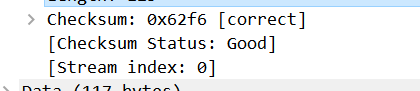 > Checksum: 0x62f6 [correct]
[Checksum Status: Good]
[Stream index: 0]
> Data (117 bytes)